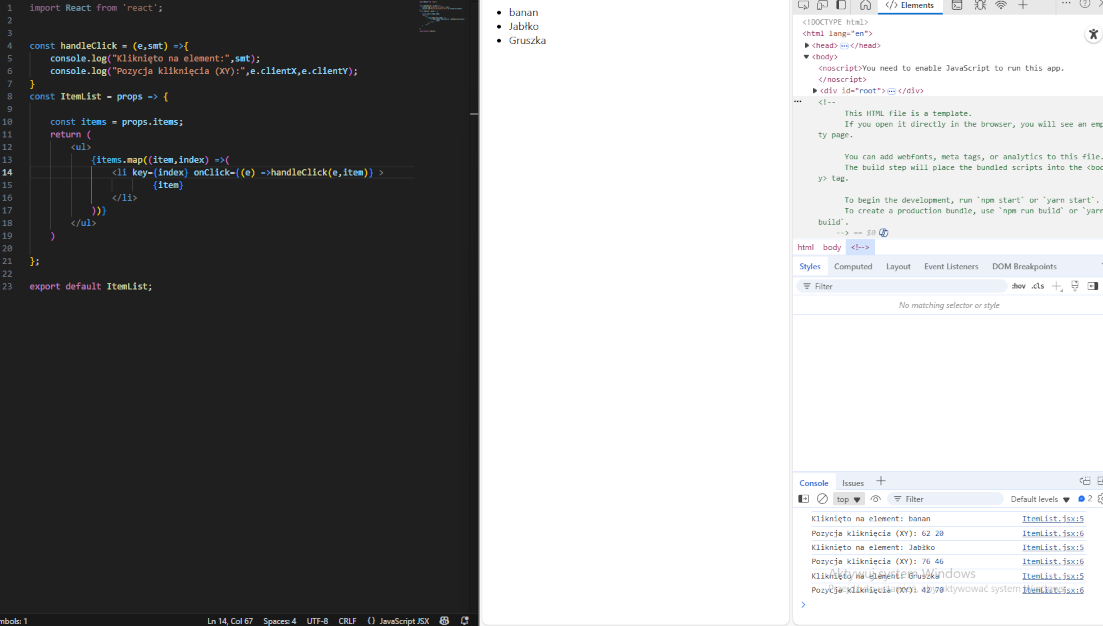 1 import React from 'react';
2
3
4 const handleClick = (e,smt) =>{
5 console.log("Kliknięto na element:",smt);
6 console.log("Pozycja kliknięcia (XY):",e.clientX,e.clientY);
7 }
8 const ItemList = props => {
9
10 const items = props.items;
11 return (
12 <ul>
13 {items.map((item,index) =>(
14 <li key={index} onClick={(e) =>handleClick(e,item)} >
15 {item}
16 </li>
17 ))}
18 </ul>
19 )
20
21 };
22
23 export default ItemList;
mbols: 1 Ln 14, Col 67 Spaces: 4 UTF-8 CRLF {} JavaScript JSX
banan
Jabłko
Gruszka
</> Elements
<!DOCTYPE html>
<html lang="en">
<head> ⋯ </head>
<body>
<noscript>You need to enable JavaScript to run this app.
</noscript>
<div id="root"> ⋯ </div>
<!--
This HTML file is a template.
If you open it directly in the browser, you will see an emp
ty page.
You can add webfonts, meta tags, or analytics to this file.
The build step will place the bundled scripts into the <bod
y> tag.
To begin the development, run `npm start` or `yarn start`.
To create a production bundle, use `npm run build` or `yarn
build`.
--> == $0
html body <!-->
Styles Computed Layout Event Listeners DOM Breakpoints
Filter :hov .cls
No matching selector or style
Console Issues
top Filter Default levels 2
Kliknięto na element: banan ItemList.jsx:5
Pozycja kliknięcia (XY): 62 20 ItemList.jsx:6
Kliknięto na element: Jabłko ItemList.jsx:5
Pozycja kliknięcia (XY): 76 46 ItemList.jsx:6
Aktywuj system Windows
Kliknięto na element: Gruszka ItemList.jsx:5
Pozycja kliknięcia (XY): 42 70 ItemList.jsx:6
aktywować system Windows